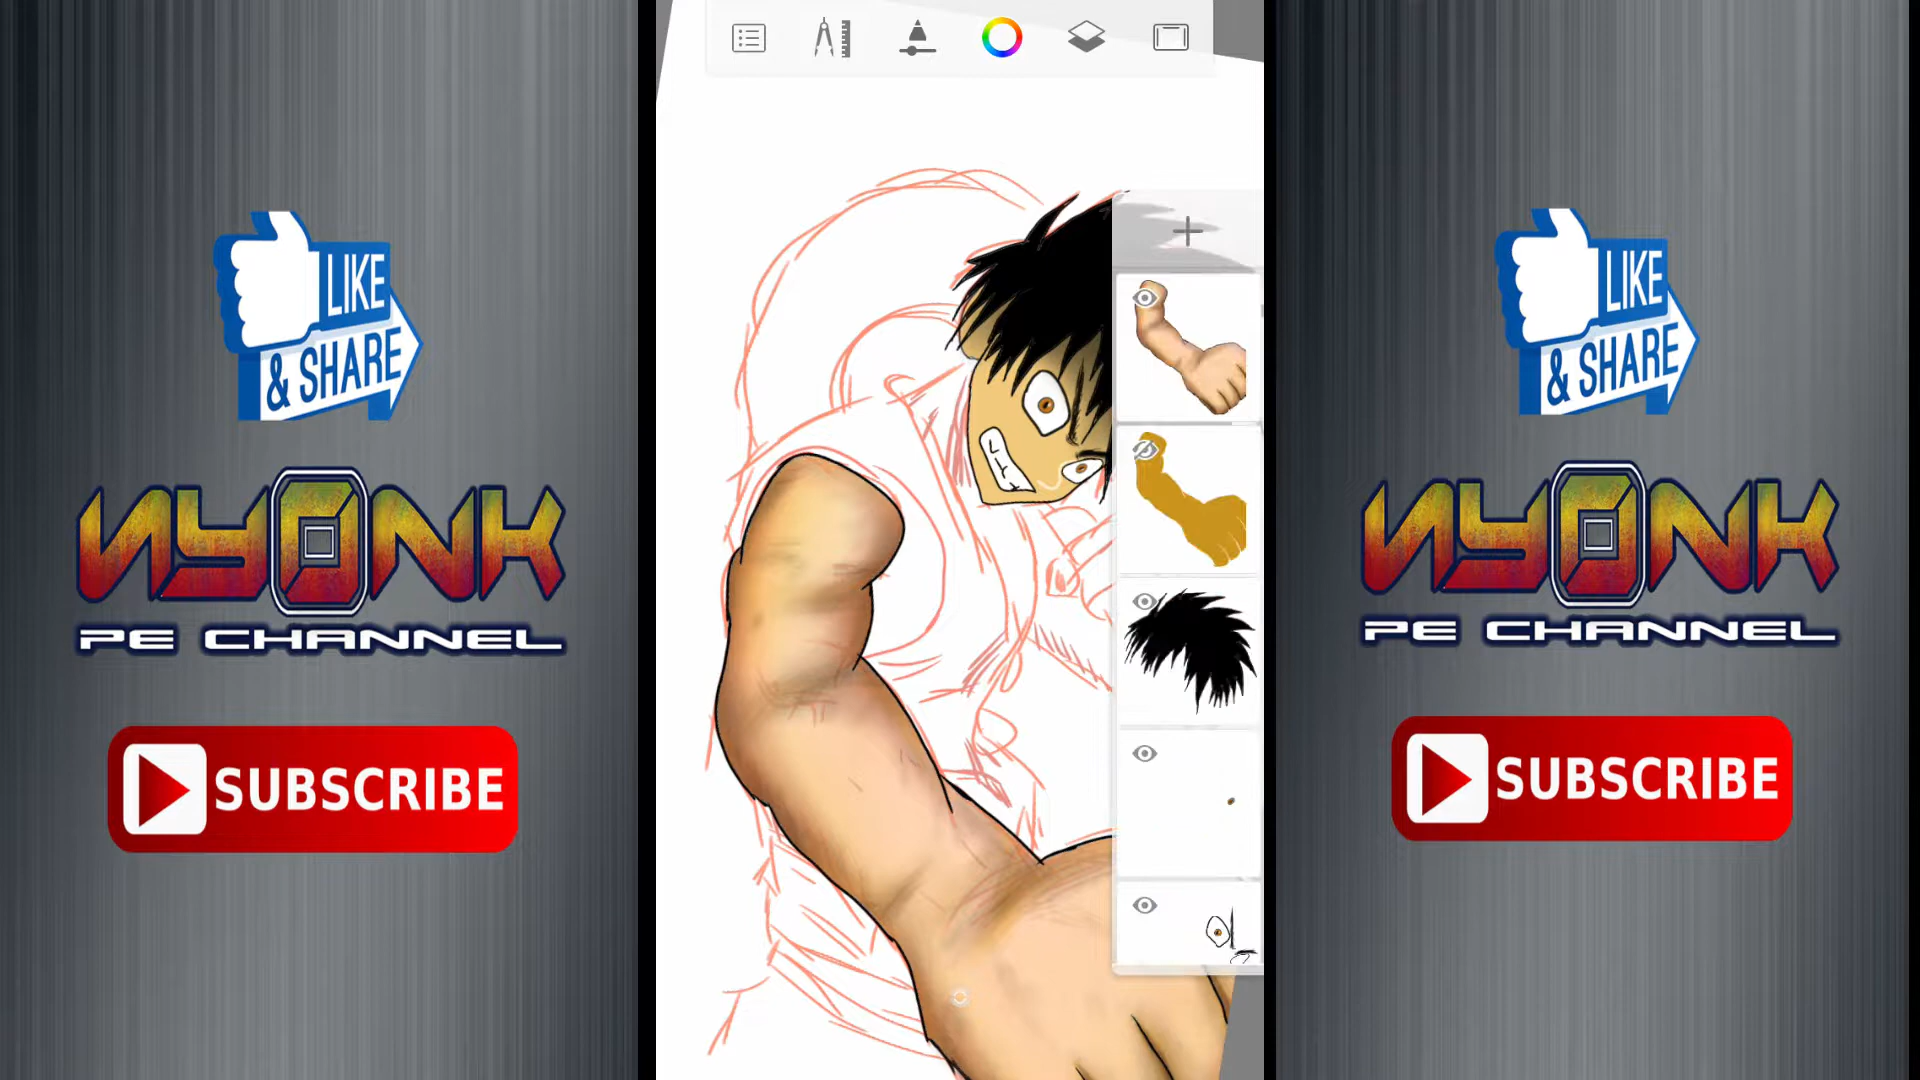 LIKE
& SHARE
NYONK
PE CHANNEL
SUBSCRIBE
LIKE
& SHARE
NYONK
PE CHANNEL
SUBSCRIBE